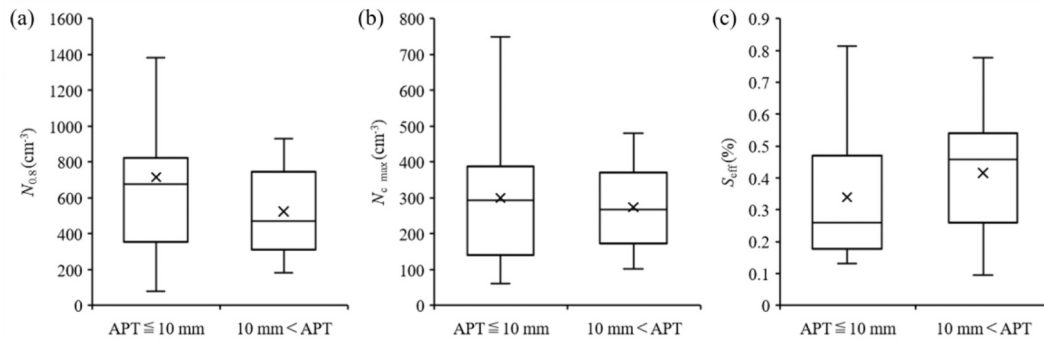 (a)
1600
1400
1200
1000
800
600
400
200
0
N0.8 (cm-3)
APT ≦ 10 mm
10 mm < APT
(b)
800
700
600
500
400
300
200
100
0
Nc max (cm-3)
APT ≦ 10 mm
10 mm < APT
(c)
0.9
0.8
0.7
0.6
0.5
0.4
0.3
0.2
0.1
0
Seff (%)
APT ≦ 10 mm
10 mm < APT